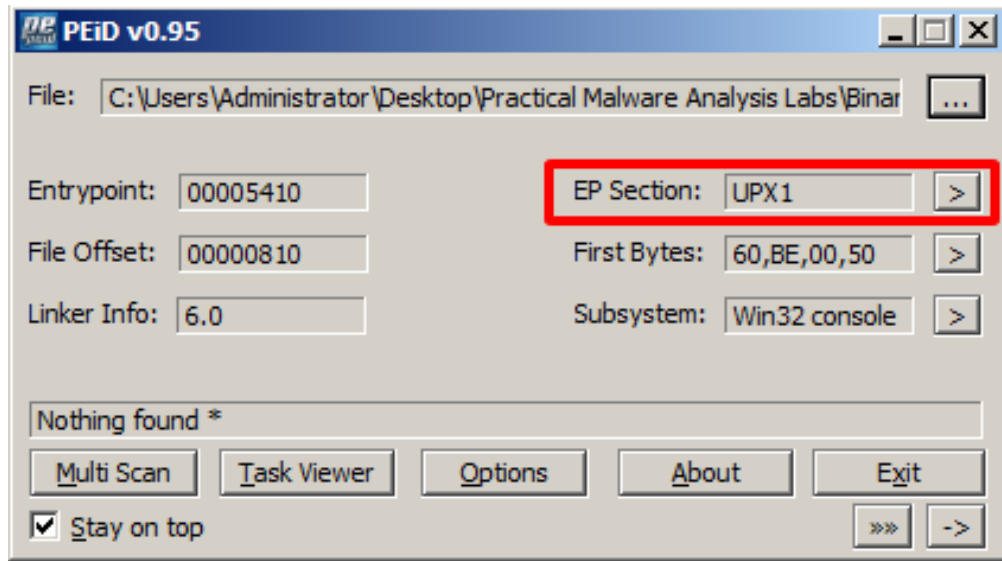 PEiD v0.95
File: C:\Users\Administrator\Desktop\Practical Malware Analysis Labs\Binar ...
Entrypoint: 00005410 EP Section: UPX1 >
File Offset: 00000810 First Bytes: 60,BE,00,50 >
Linker Info: 6.0 Subsystem: Win32 console >
Nothing found *
Multi Scan Task Viewer Options About Exit
Stay on top »» ->